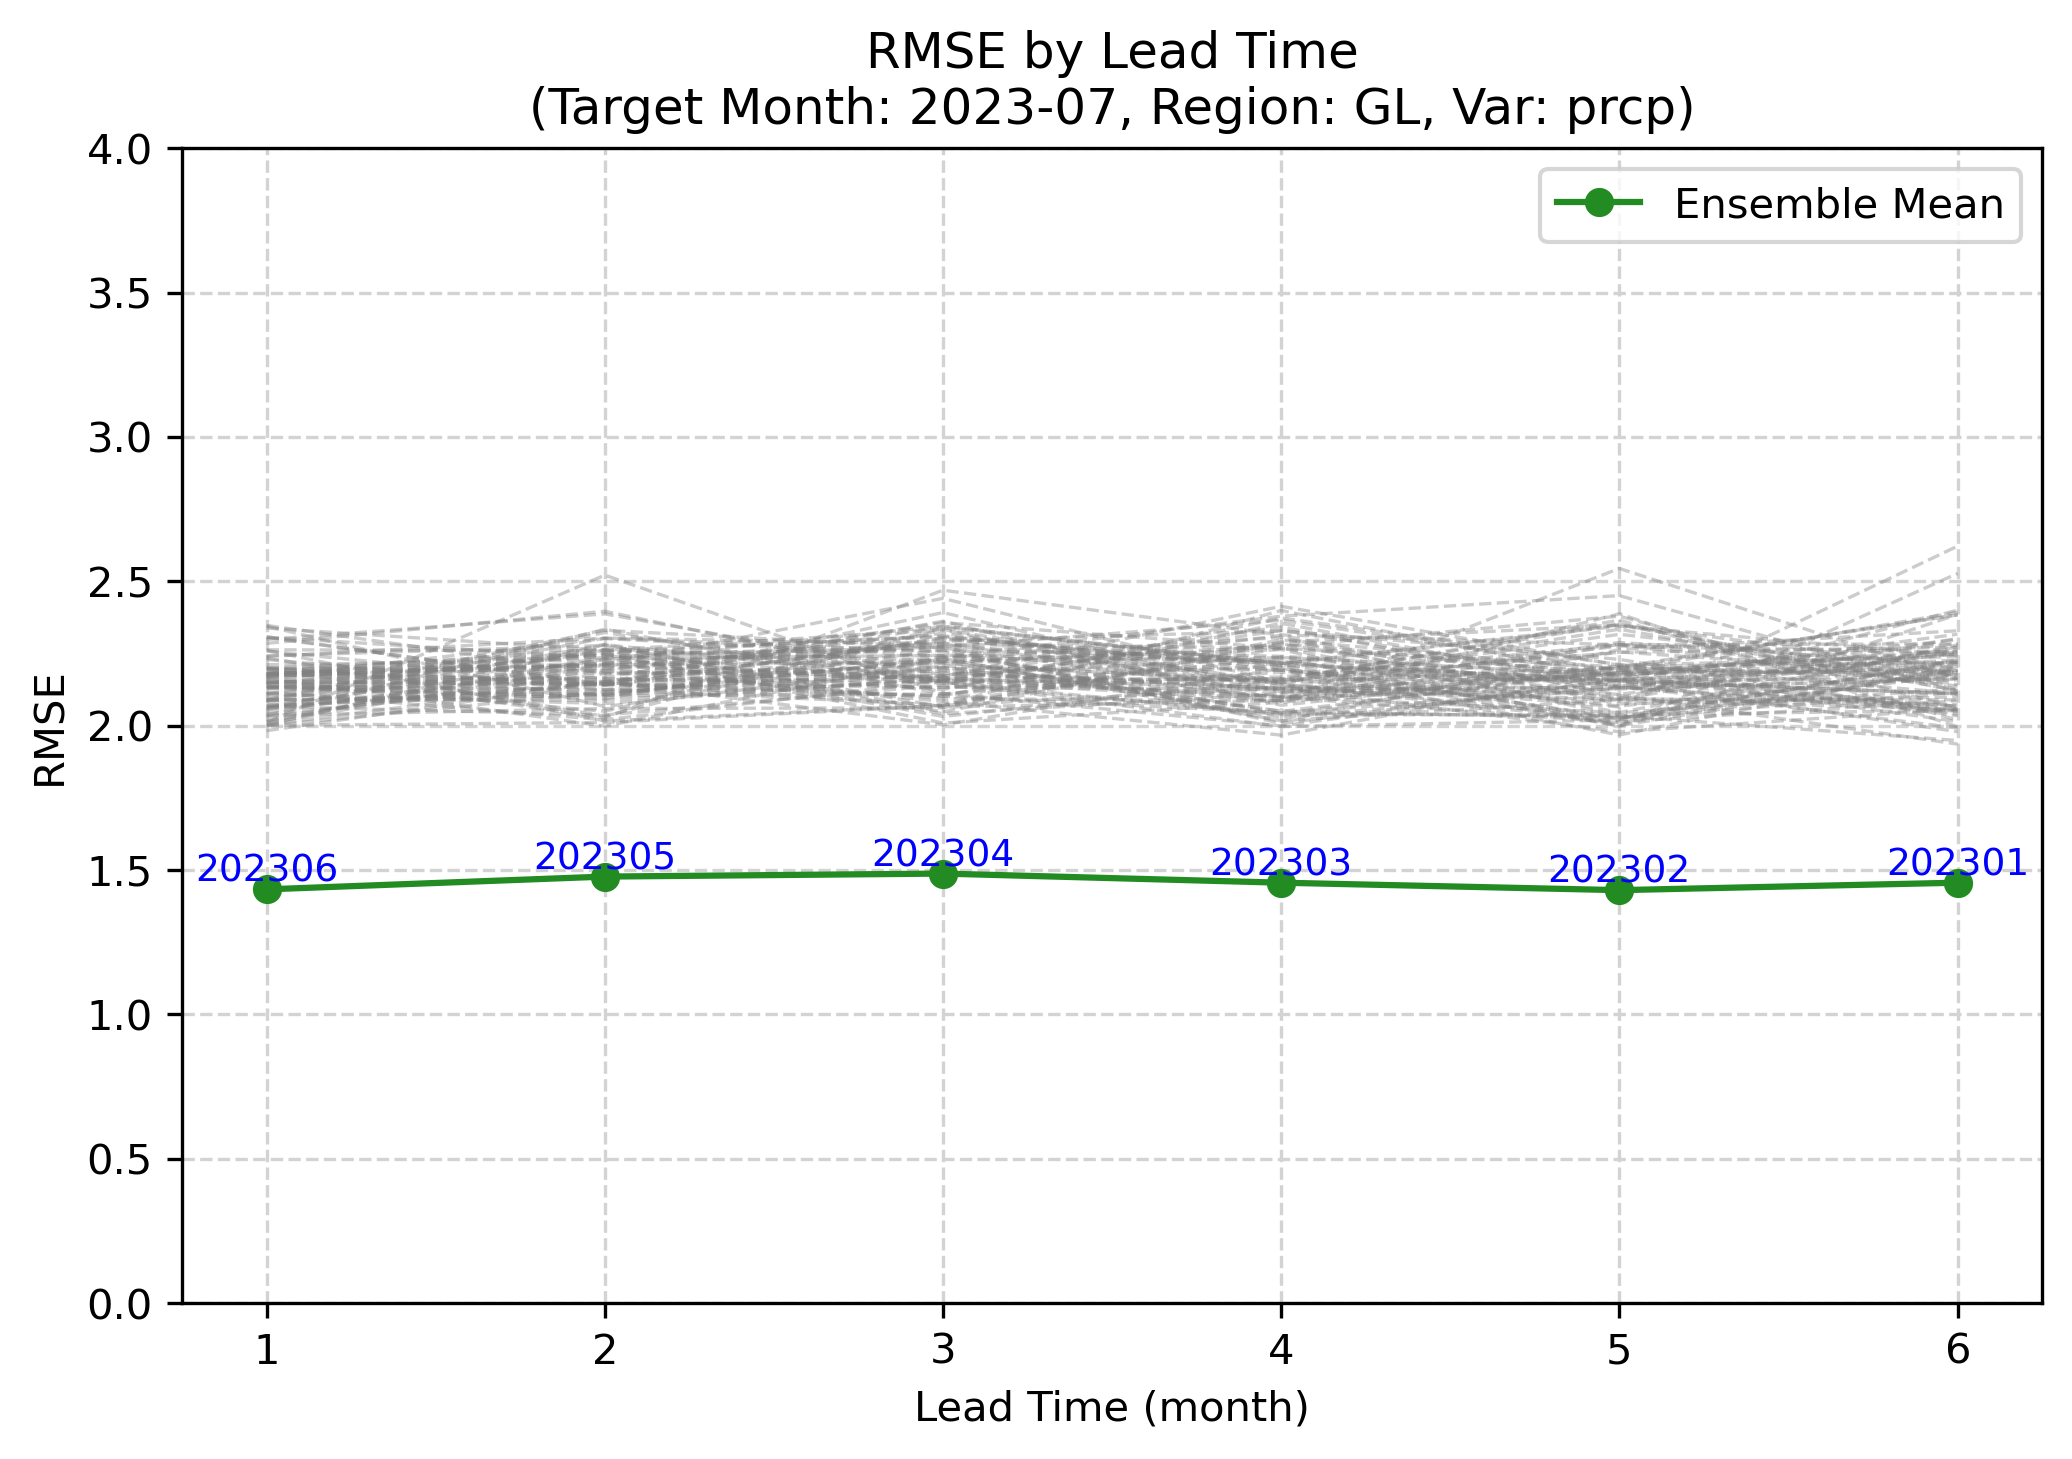 RMSE by Lead Time
(Target Month: 2023-07, Region: GL, Var: prcp)
4.0
3.5
3.0
2.5
2.0
1.5
1.0
0.5
0.0
RMSE
Ensemble Mean
202306
202305
202304
202303
202302
202301
1 2 3 4 5 6
Lead Time (month)